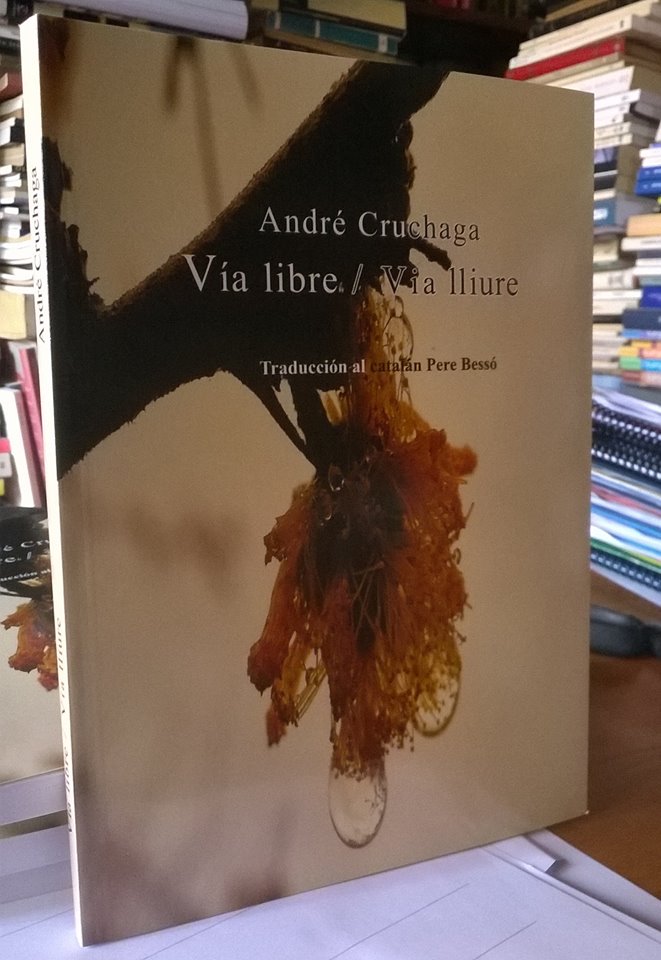 André Cruchaga
Vía libre / Via lliure
Traducción al catalán Pere Bessó
André Cruchaga
Vía libre / Via lliure